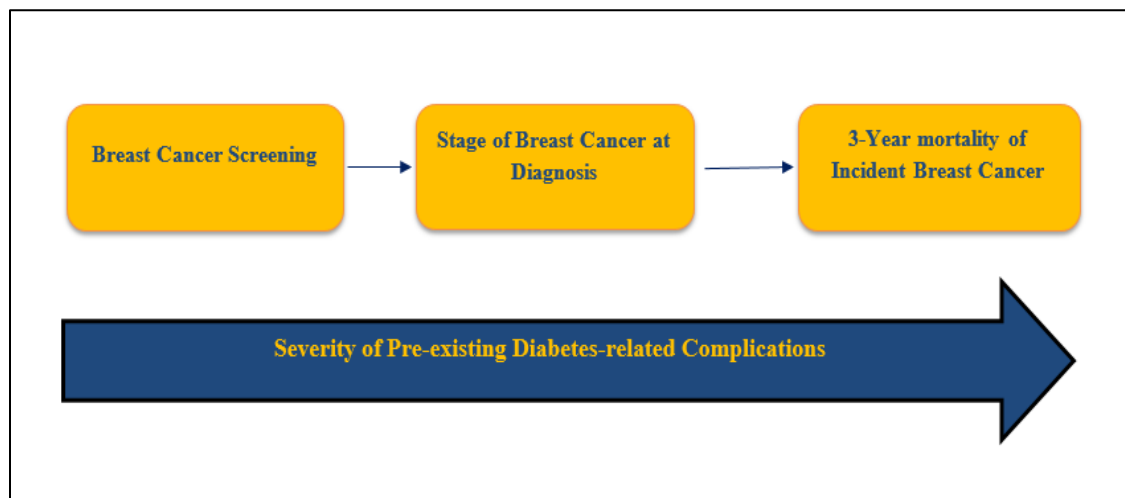 Breast Cancer Screening
Stage of Breast Cancer at
Diagnosis
3-Year mortality of
Incident Breast Cancer
Severity of Pre-existing Diabetes-related Complications